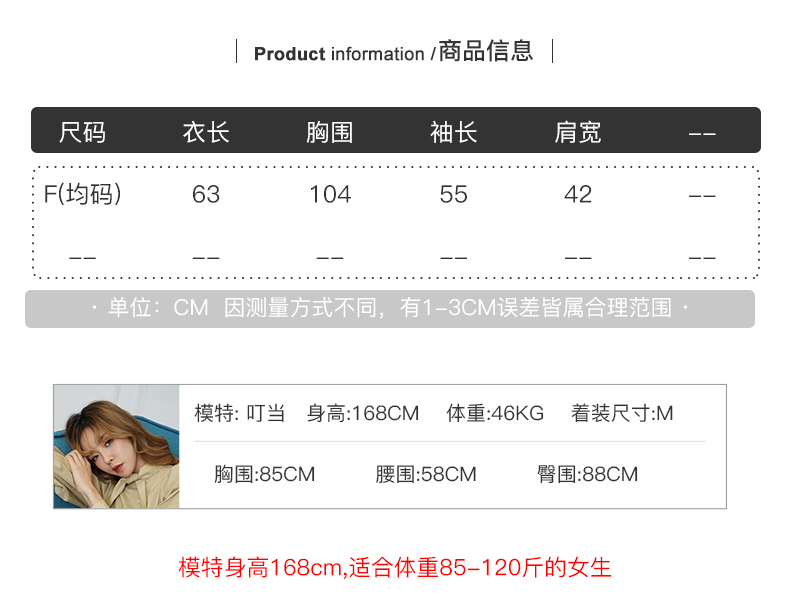 Product information /商品信息
尺码 衣长 胸围 袖长 肩宽 --
F(均码) 63 104 55 42 --
-- -- -- -- -- --
· 单位：CM 因测量方式不同，有1-3CM误差皆属合理范围 ·
模特: 叮当 身高:168CM 体重:46KG 着装尺寸:M
胸围:85CM 腰围:58CM 臀围:88CM
模特身高168cm,适合体重85-120斤的女生